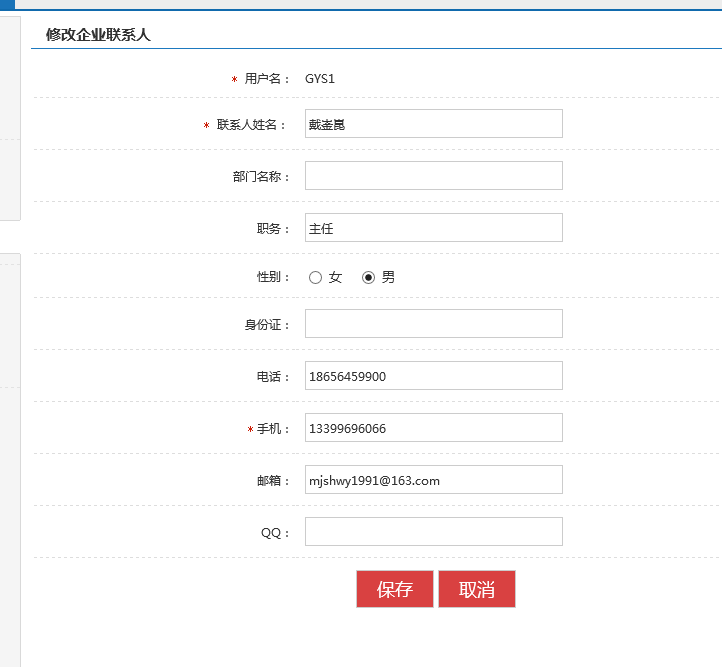 修改企业联系人
* 用户名： GYS1
* 联系人姓名： 戴崟崑
部门名称：
职务： 主任
性别： 女 男
身份证：
电话： 18656459900
* 手机： 13399696066
邮箱： mjshwy1991@163.com
QQ：
保存 取消